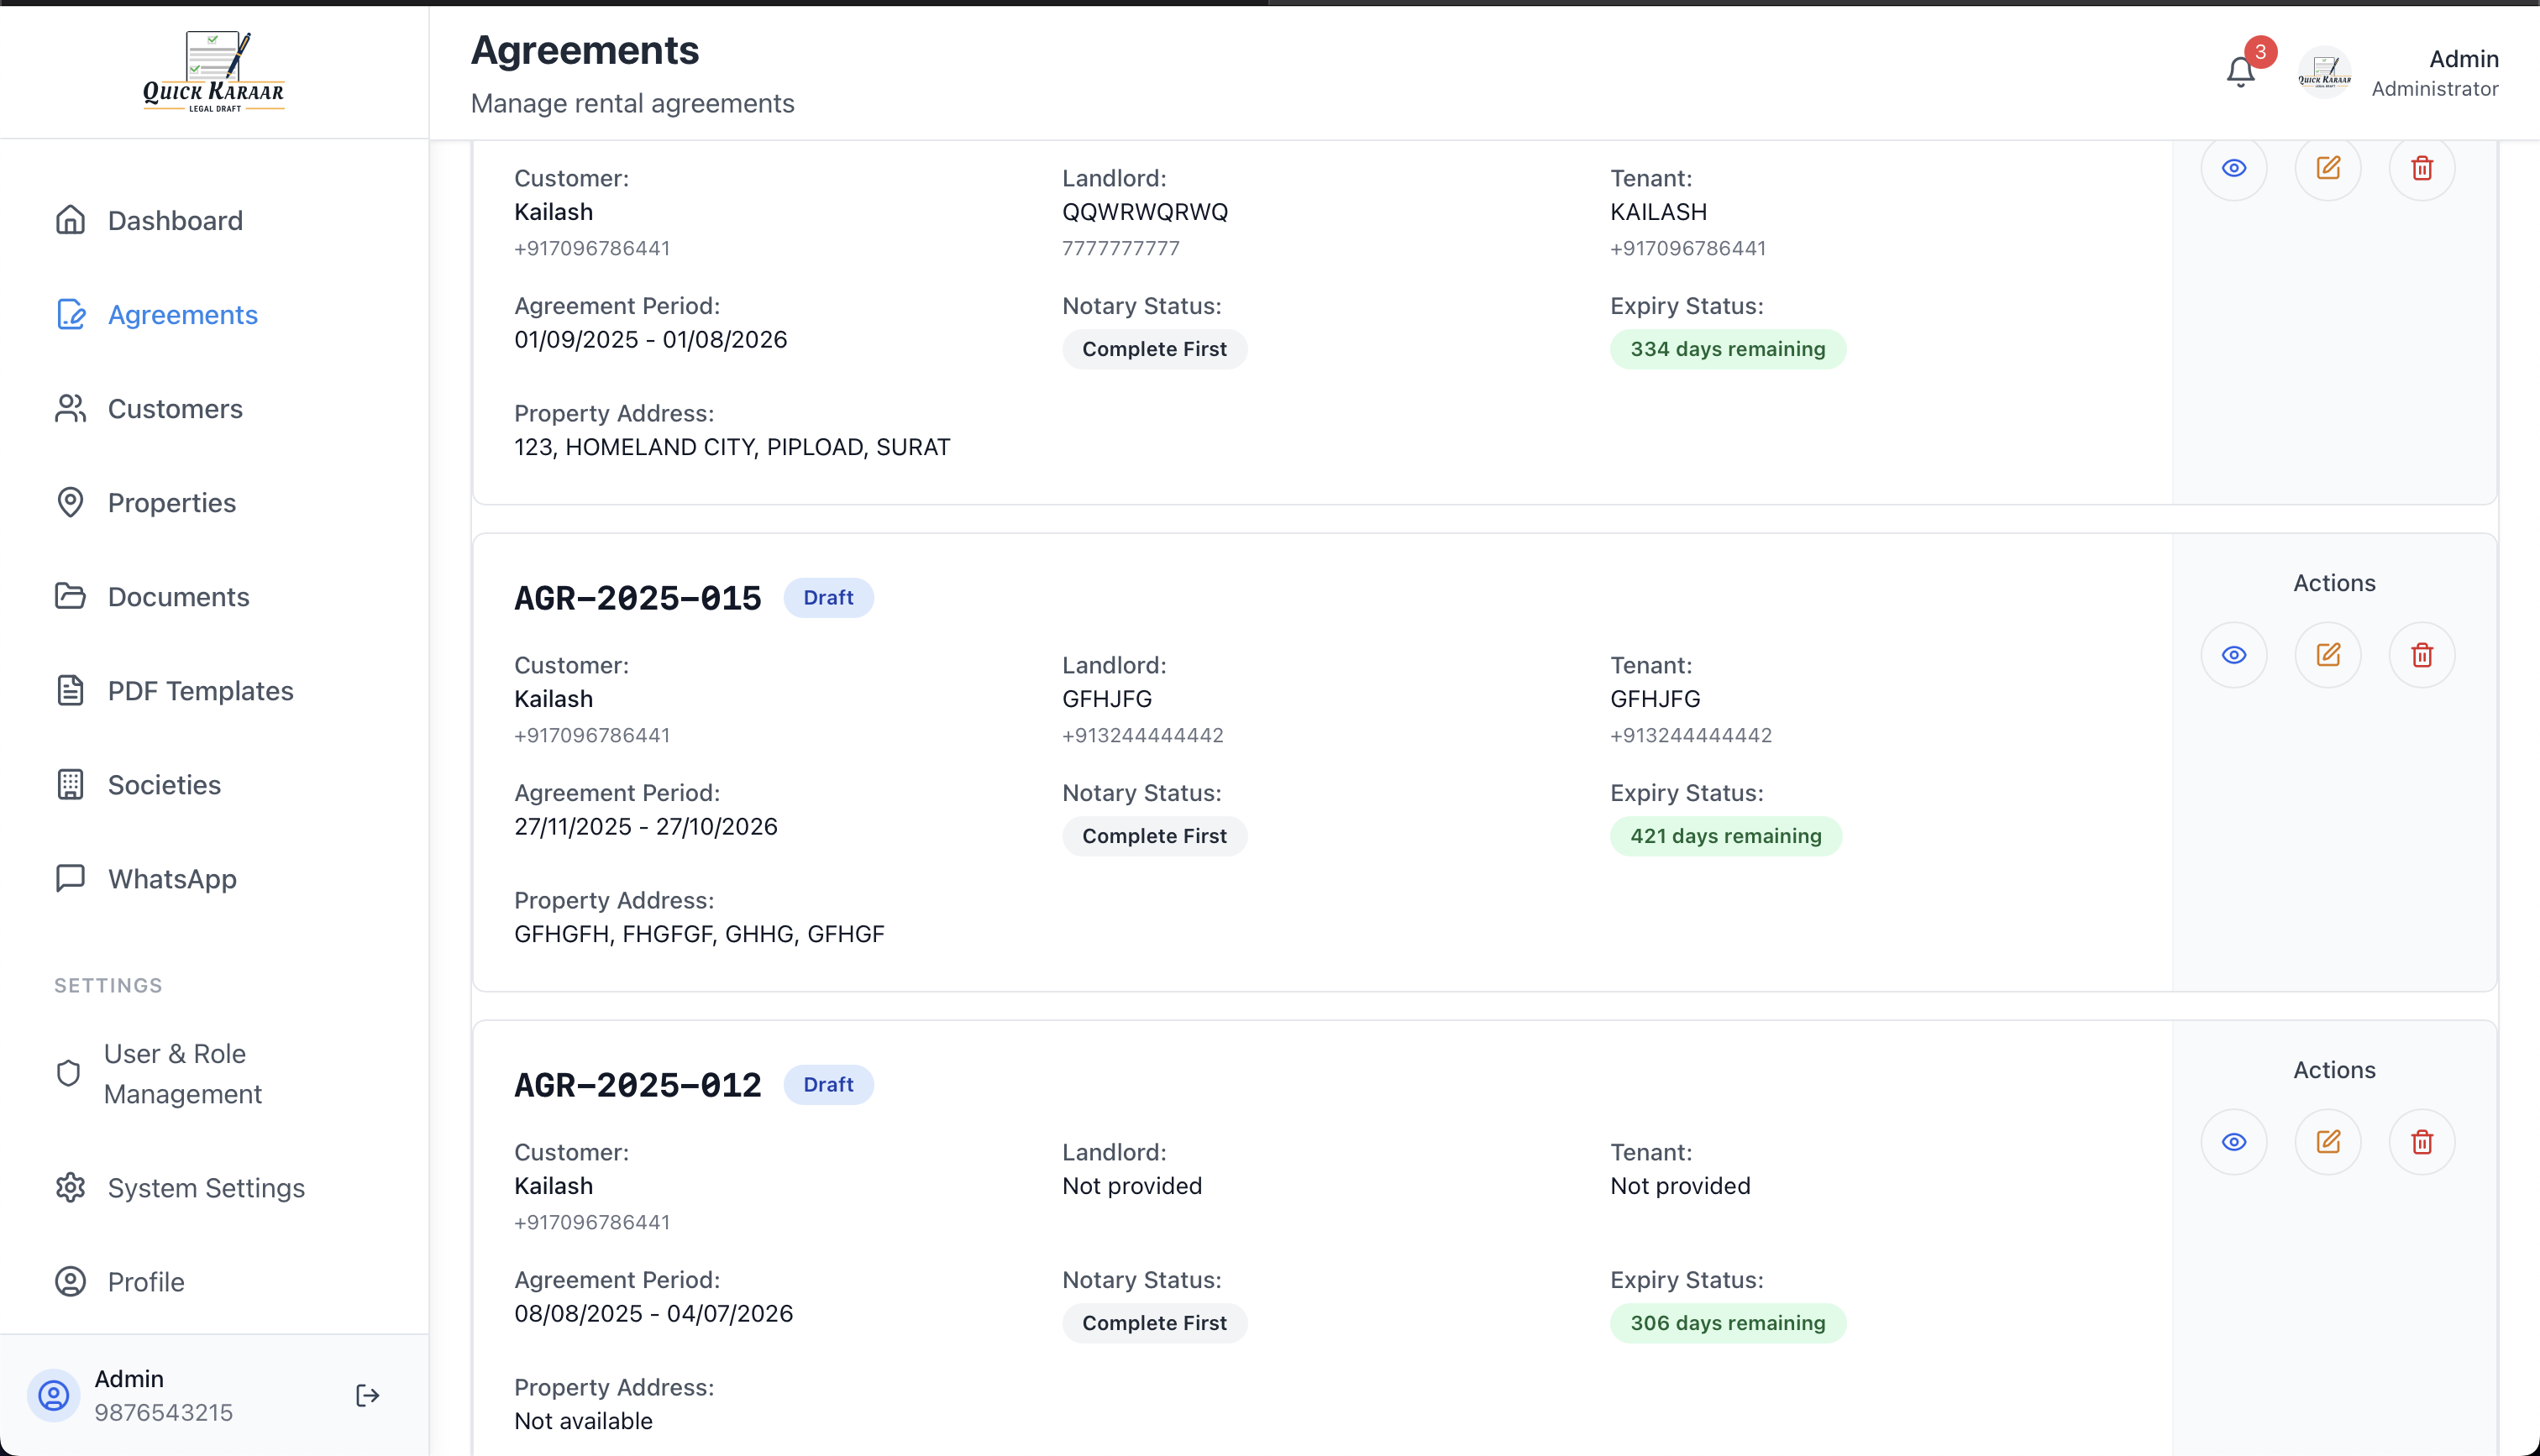 QUICK KARAAR
LEGAL DRAFT
Agreements
Manage rental agreements
3
QUICK KARAAR
Admin
Administrator
Dashboard
Agreements
Customers
Properties
Documents
PDF Templates
Societies
WhatsApp
SETTINGS
User & Role
Management
System Settings
Profile
Admin
9876543215
Customer:
Kailash
+917096786441
Landlord:
QQWRWQRWQ
7777777777
Tenant:
KAILASH
+917096786441
Agreement Period:
01/09/2025 - 01/08/2026
Notary Status:
Complete First
Expiry Status:
334 days remaining
Property Address:
123, HOMELAND CITY, PIPLOAD, SURAT
AGR-2025-015 Draft
Actions
Customer:
Kailash
+917096786441
Landlord:
GFHJFG
+913244444442
Tenant:
GFHJFG
+913244444442
Agreement Period:
27/11/2025 - 27/10/2026
Notary Status:
Complete First
Expiry Status:
421 days remaining
Property Address:
GFHGFH, FHGFGF, GHHG, GFHGF
AGR-2025-012 Draft
Actions
Customer:
Kailash
+917096786441
Landlord:
Not provided
Tenant:
Not provided
Agreement Period:
08/08/2025 - 04/07/2026
Notary Status:
Complete First
Expiry Status:
306 days remaining
Property Address:
Not available